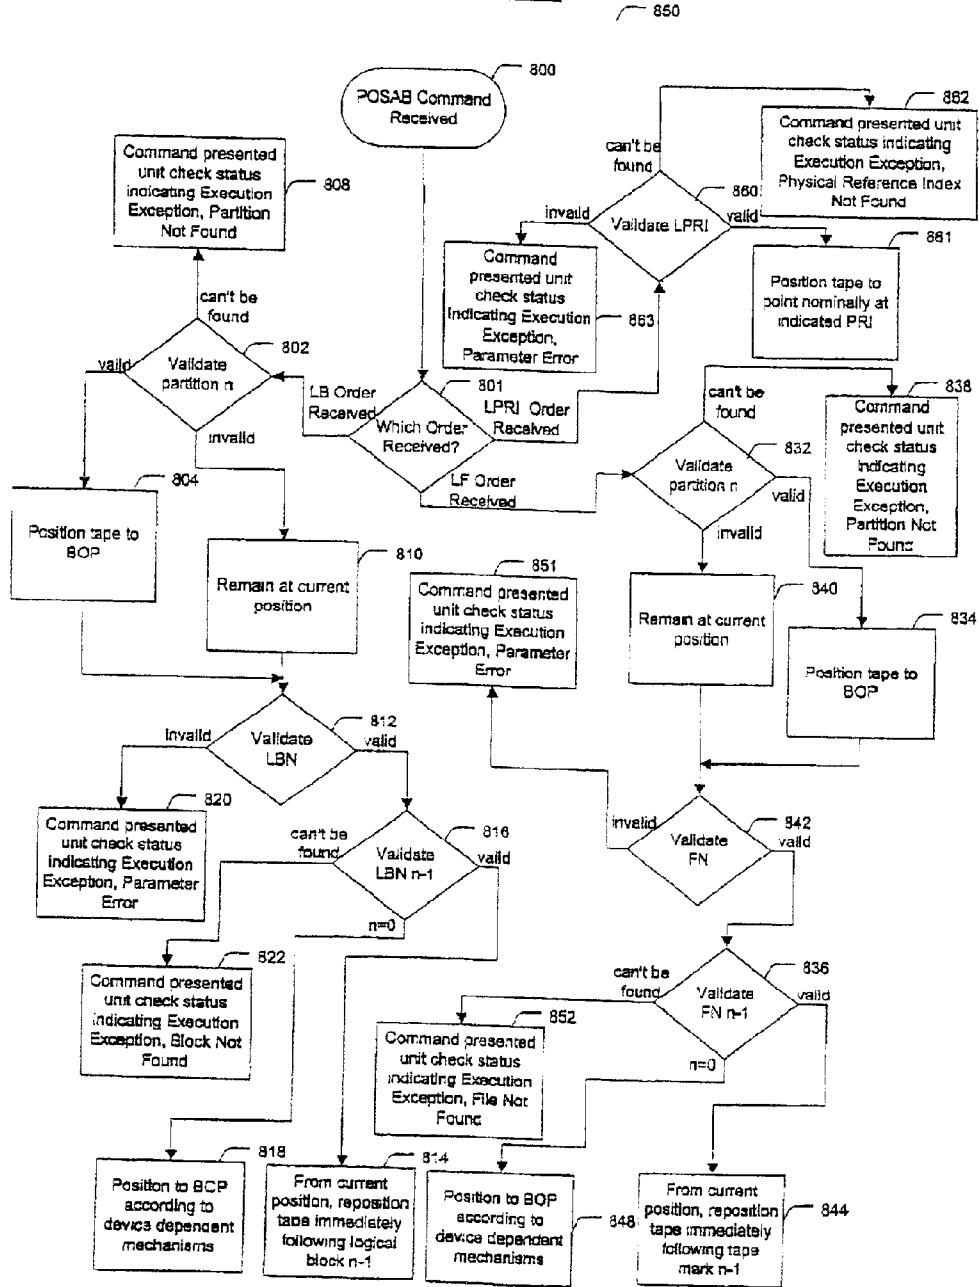 850
800
POSAB Command
Received
862
Command presented unit
check status indicating
Execution Exception,
Physical Reference Index
Not Found
can't be
found
860
Validate LPRI
invalid
valid
861
Position tape to
point nominally at
indicated PRI
Command
presented unit
check status
indicating Execution
Exception,
Parameter Error
863
Command presented
unit check status
indicating Execution
Exception, Partition
Not Found
808
can't be
found
802
Validate
partition n
valid
invalid
LB Order
Received
801
Which Order
Received?
LPRI Order
Received
LF Order
Received
can't be
found
838
Command
presented unit
check status
indicating
Execution
Exception,
Partition Not
Found
832
Validate
partition n
valid
invalid
804
Position tape to
BOP
810
Remain at current
position
851
Command presented
unit check status
indicating Execution
Exception, Parameter
Error
840
Remain at current
position
834
Position tape to
BOP
812
Validate
LBN
invalid
valid
820
Command presented
unit check status
indicating Execution
Exception, Parameter
Error
can't be
found
816
Validate
LBN n-1
valid
n=0
invalid
842
Validate
FN
valid
822
Command presented
unit check status
indicating Execution
Exception, Block Not
Found
can't be
found
836
Validate
FN n-1
valid
n=0
852
Command presented
unit check status
indicating Execution
Exception, File Not
Found
818
Position to BOP
according to
device dependent
mechanisms
814
From current
position, reposition
tape immediately
following logical
block n-1
Position to BOP
according to
device dependent
mechanisms
848
From current
position, reposition
tape immediately
following tape
mark n-1
844